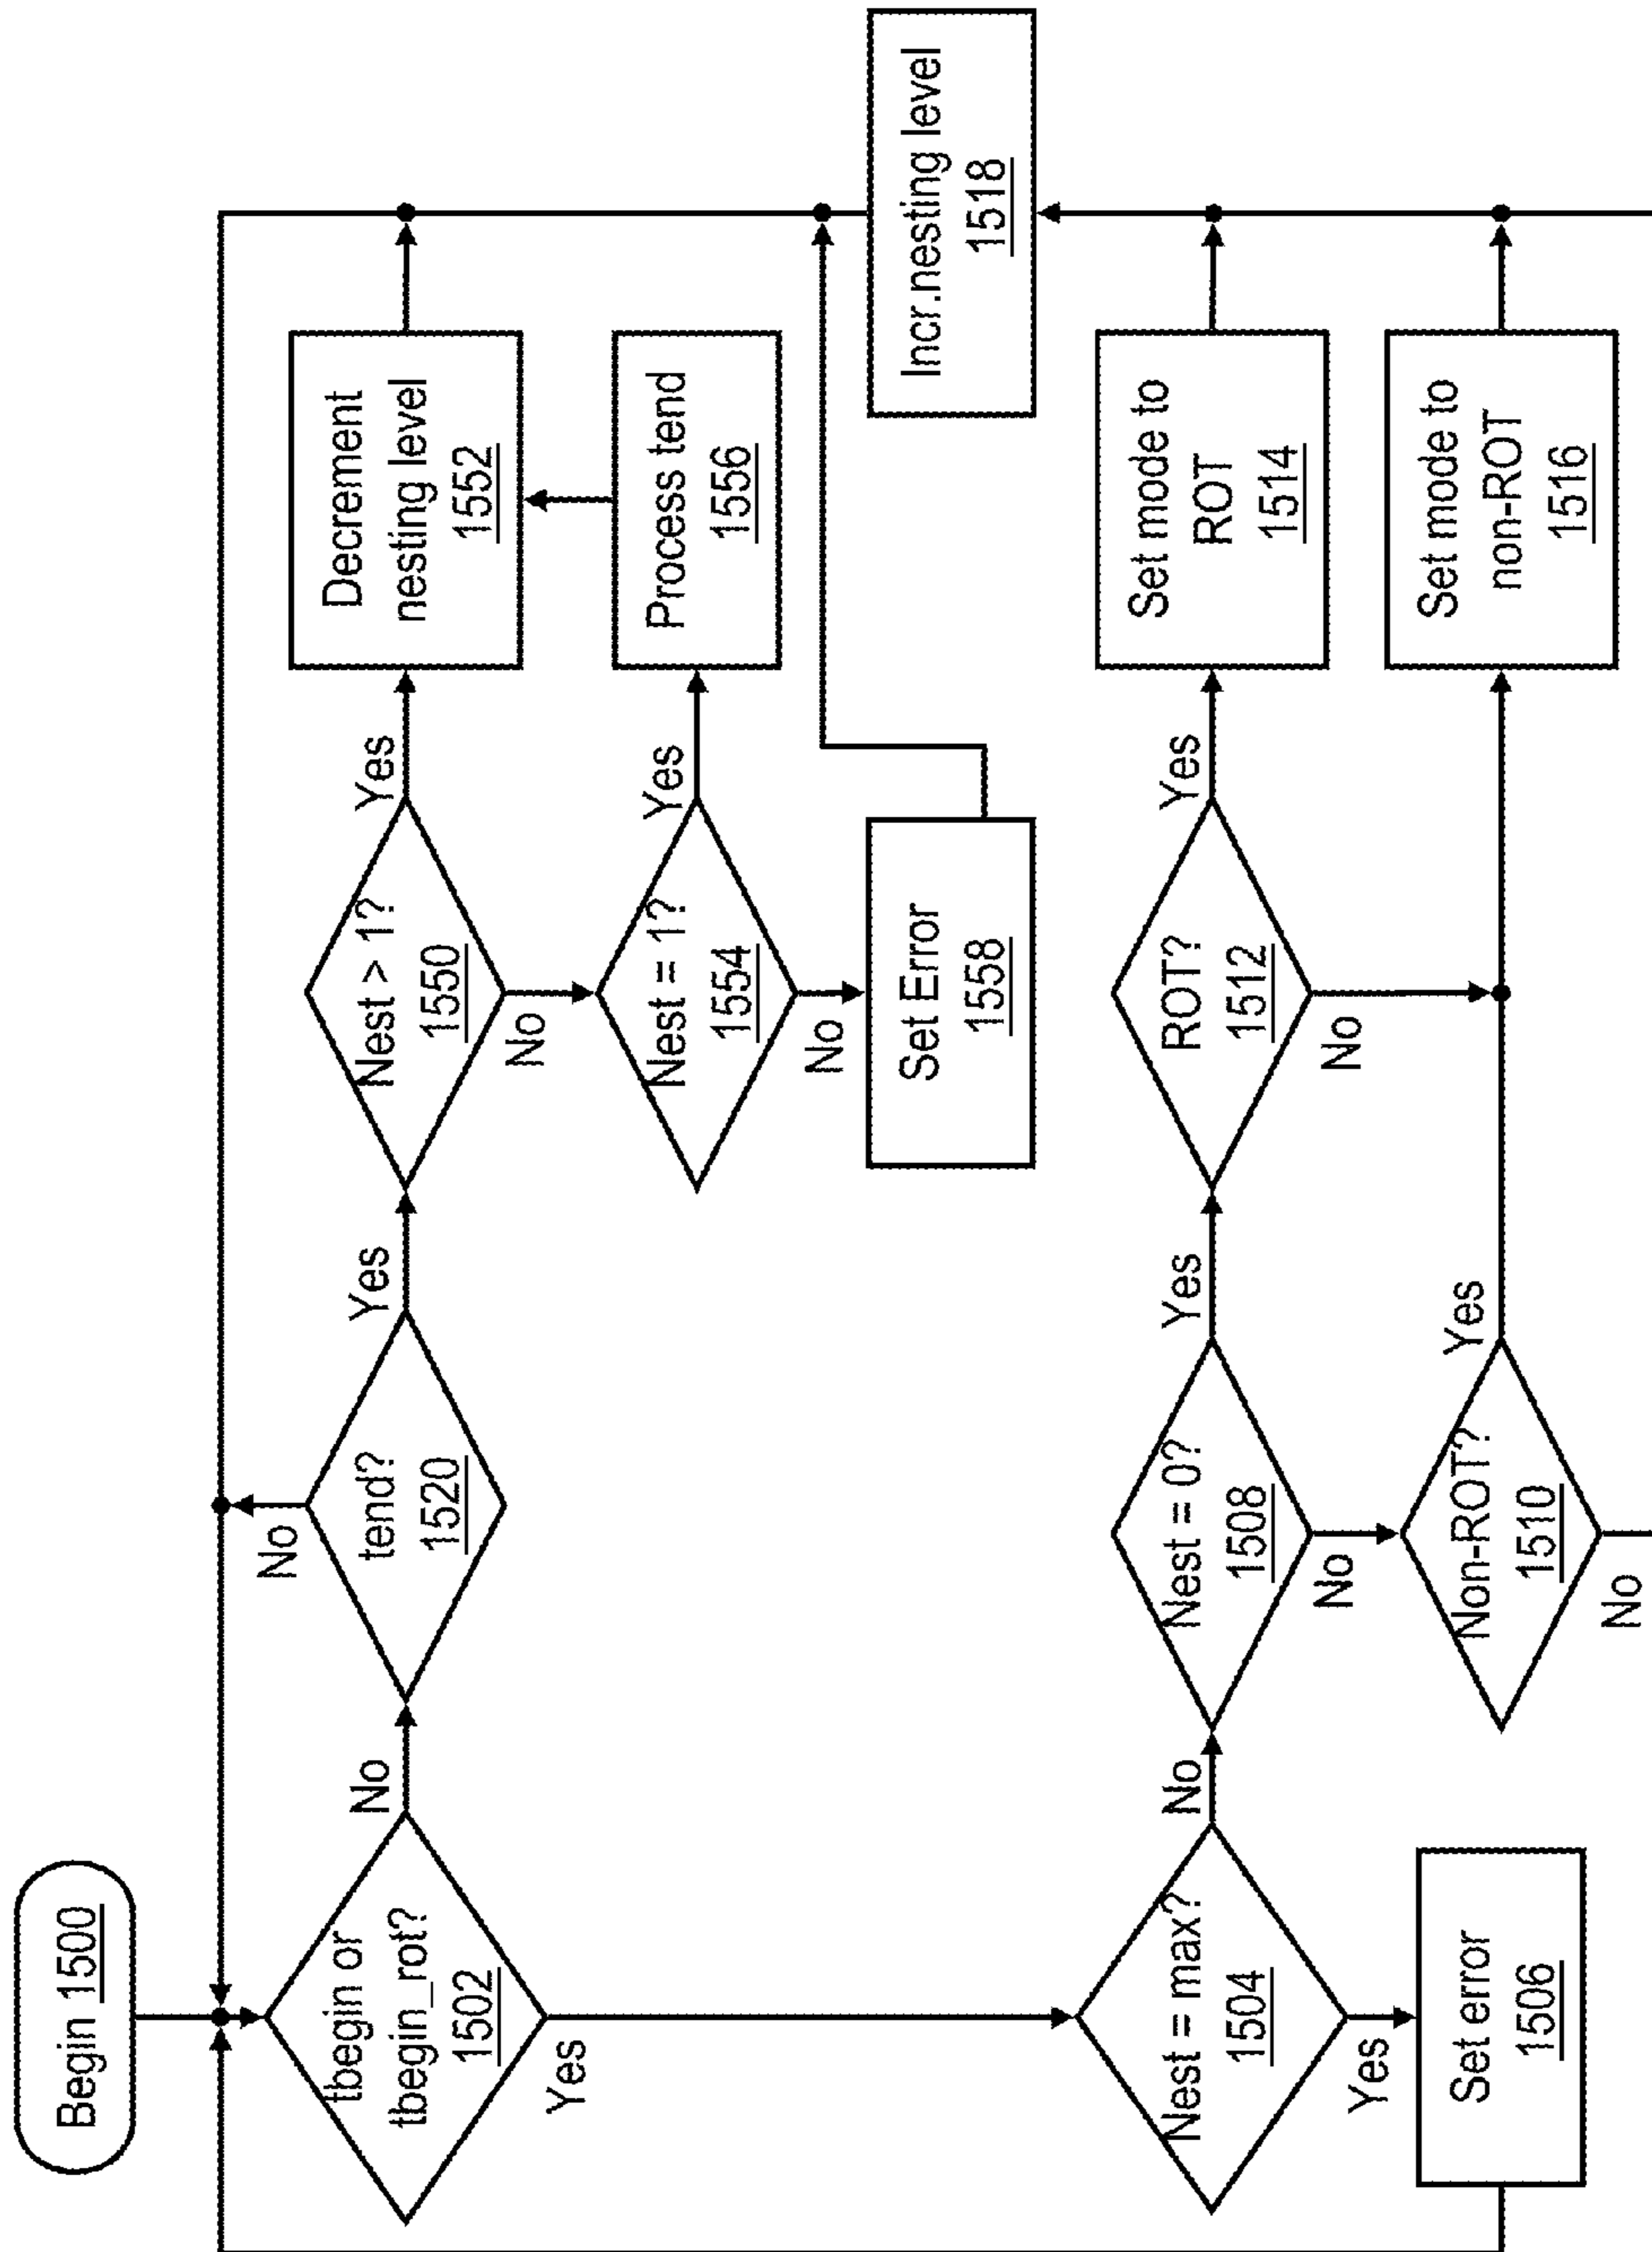 Begin 1500
tbegin or
tbegin_rot?
1502
No
Yes
tend?
1520
No
Yes
Nest > 1?
1550
Yes
No
Decrement
nesting level
1552
Nest = 1?
1554
Yes
No
Process tend
1556
Set Error
1558
Incr.nesting level
1518
Nest = max?
1504
No
Yes
Set error
1506
Nest = 0?
1508
Yes
No
ROT?
1512
Yes
No
Set mode to
ROT
1514
Non-ROT?
1510
Yes
No
Set mode to
non-ROT
1516